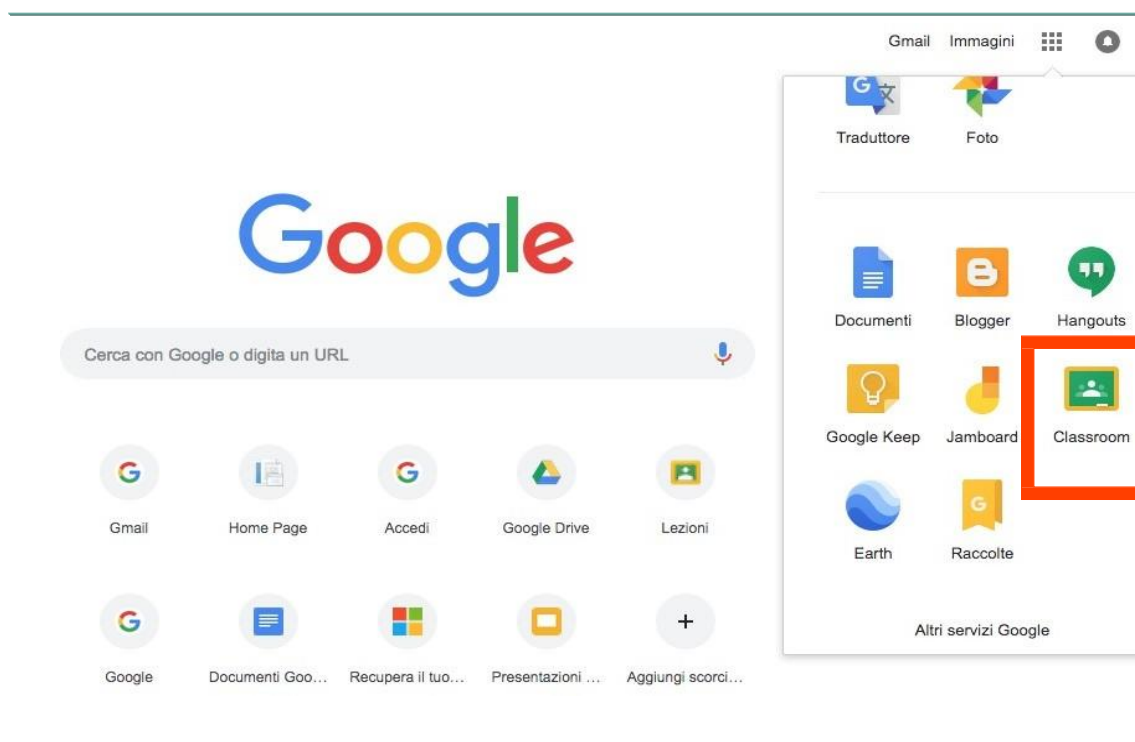 Gmail Immagini
Traduttore Foto
Google
Documenti Blogger Hangouts
Cerca con Google o digita un URL
Google Keep Jamboard Classroom
Gmail Home Page Accedi Google Drive Lezioni
Earth Raccolte
Altri servizi Google
Google Documenti Goo... Recupera il tuo... Presentazioni ... Aggiungi scorci...